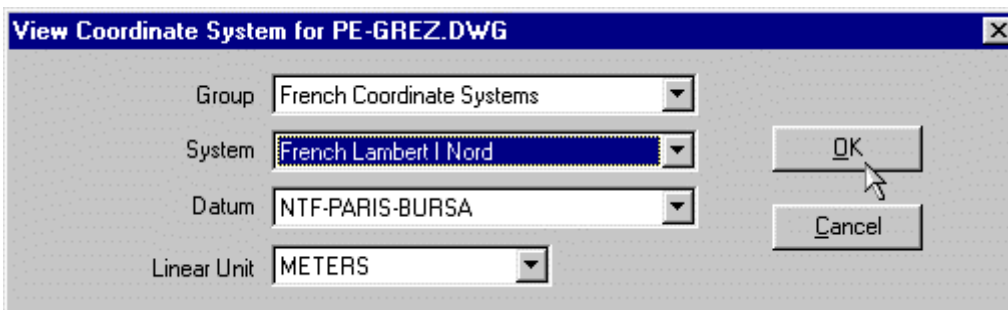 View Coordinate System for PE-GREZ.DWG
Group French Coordinate Systems
System French Lambert I Nord
OK
Datum NTF-PARIS-BURSA
Cancel
Linear Unit METERS